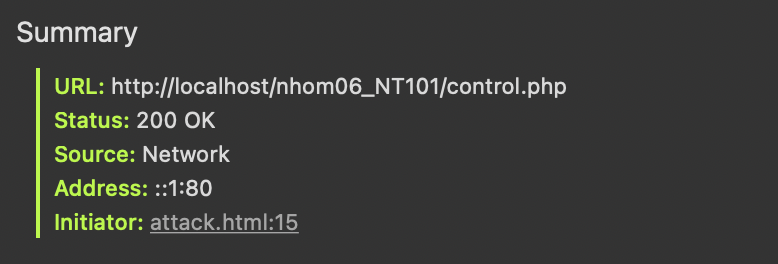 Summary
URL: http://localhost/nhom06_NT101/control.php
Status: 200 OK
Source: Network
Address: ::1:80
Initiator: attack.html:15